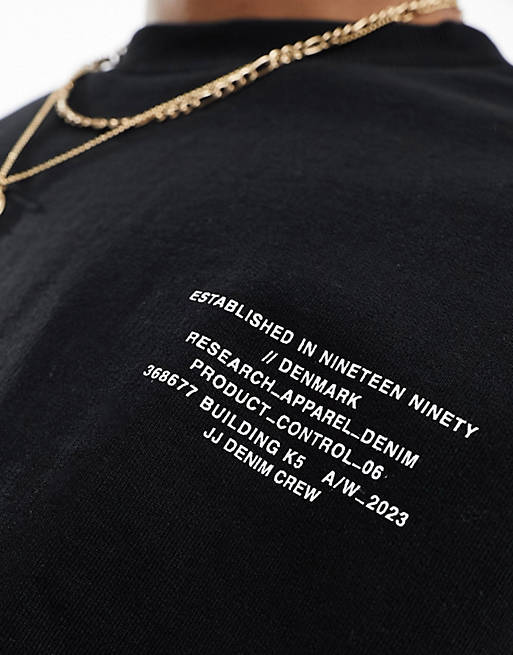 ESTABLISHED IN NINETEEN NINETY
// DENMARK
RESEARCH_APPAREL_DENIM
PRODUCT_CONTROL_06
368677 BUILDING K5 A/W_2023
JJ DENIM CREW